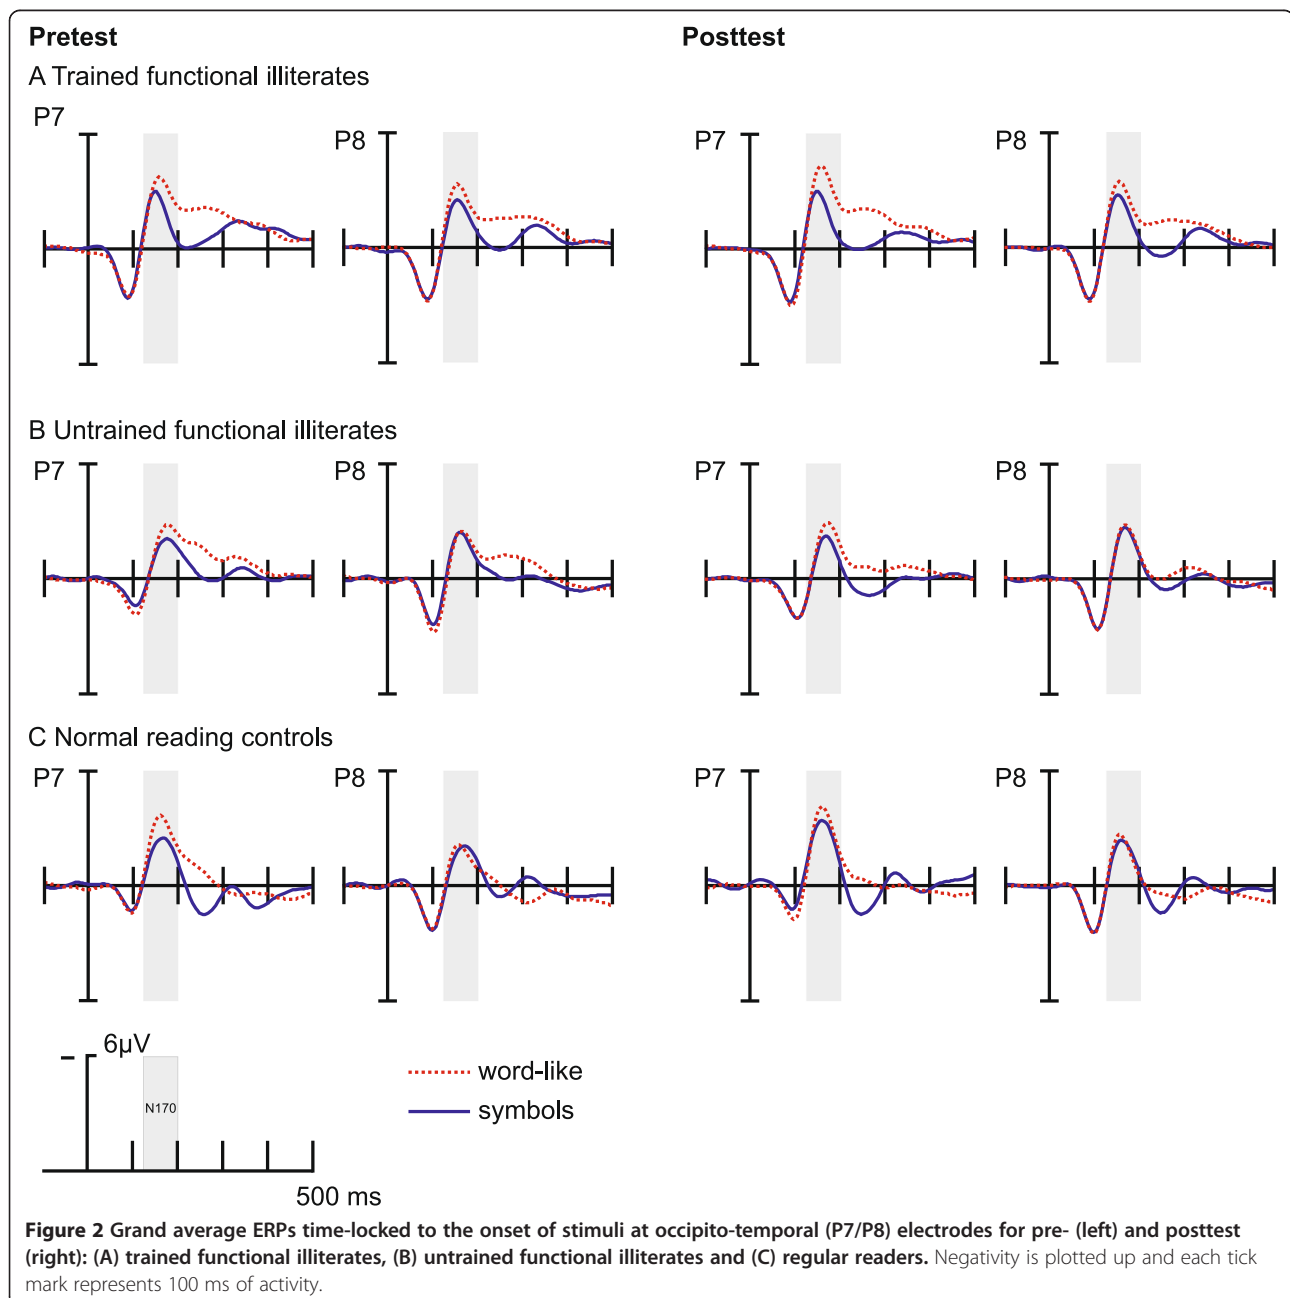 Pretest
Posttest
A Trained functional illiterates
P7
P8
P7
P8
B Untrained functional illiterates
P7
P8
P7
P8
C Normal reading controls
P7
P8
P7
P8
– 6µV
N170
500 ms
word-like
symbols
Figure 2 Grand average ERPs time-locked to the onset of stimuli at occipito-temporal (P7/P8) electrodes for pre- (left) and posttest
(right): (A) trained functional illiterates, (B) untrained functional illiterates and (C) regular readers. Negativity is plotted up and each tick
mark represents 100 ms of activity.